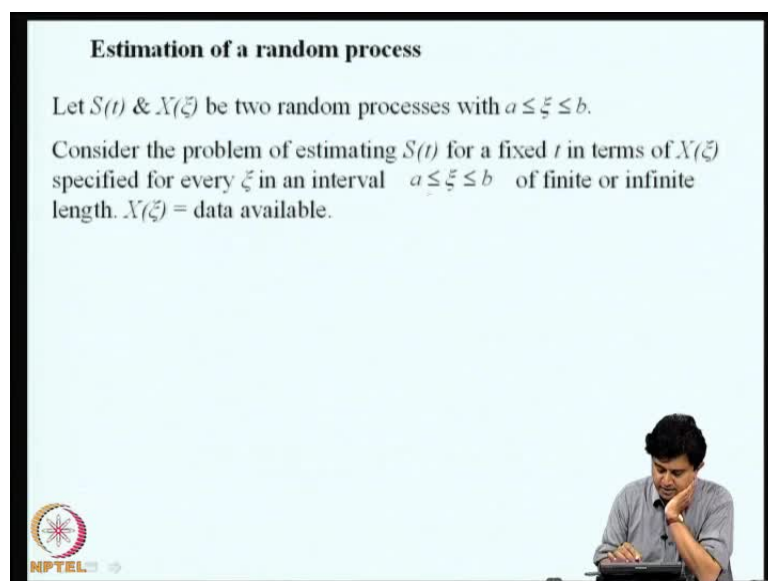 Estimation of a random process
Let S(t) & X(ξ) be two random processes with a ≤ ξ ≤ b.
Consider the problem of estimating S(t) for a fixed t in terms of X(ξ)
specified for every ξ in an interval a ≤ ξ ≤ b of finite or infinite
length. X(ξ) = data available.
NPTEL